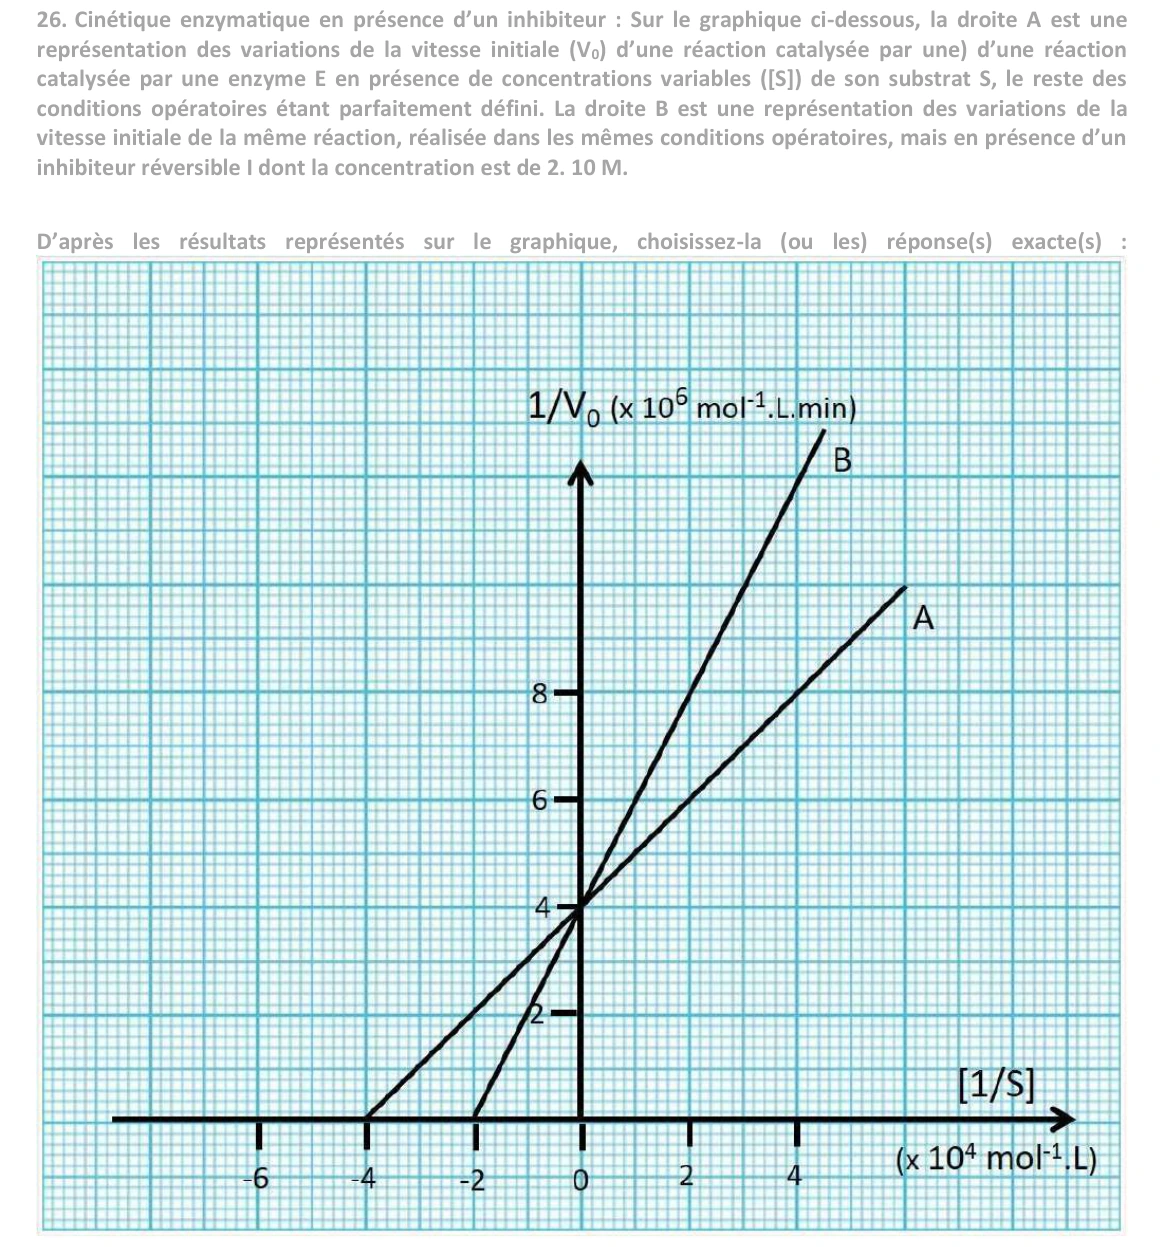 26. Cinétique enzymatique en présence d'un inhibiteur : Sur le graphique ci-dessous, la droite A est une
représentation des variations de la vitesse initiale (V₀) d'une réaction catalysée par une) d'une réaction
catalysée par une enzyme E en présence de concentrations variables ([S]) de son substrat S, le reste des
conditions opératoires étant parfaitement défini. La droite B est une représentation des variations de la
vitesse initiale de la même réaction, réalisée dans les mêmes conditions opératoires, mais en présence d'un
inhibiteur réversible I dont la concentration est de 2. 10 M.
D'après les résultats représentés sur le graphique, choisissez-la (ou les) réponse(s) exacte(s) :
1/V₀ (x 10⁶ mol⁻¹.L.min)
B
A
8
6
4
2
[1/S]
(x 10⁴ mol⁻¹.L)
-6 -4 -2 0 2 4